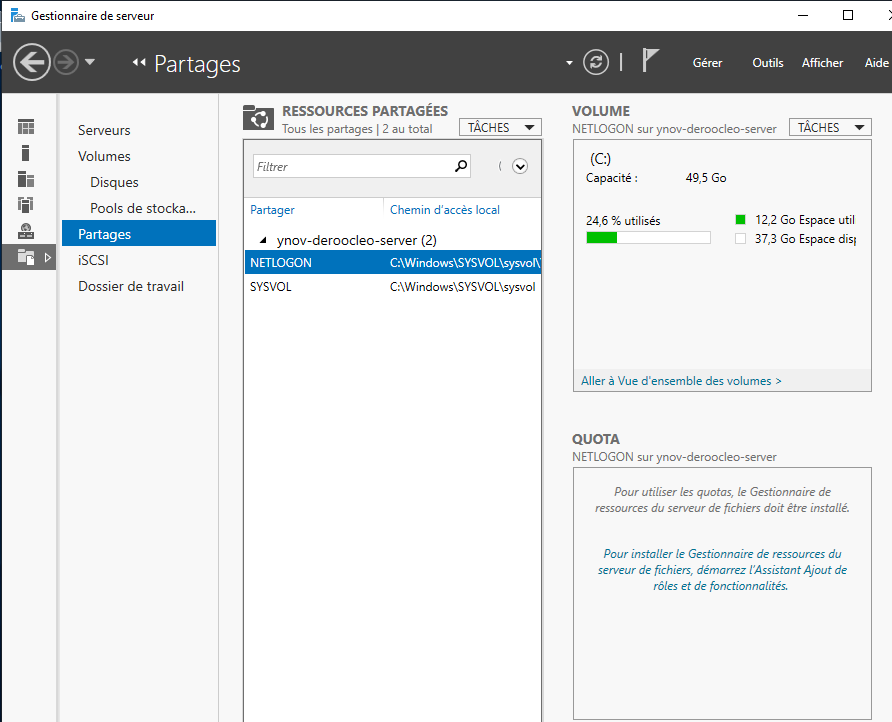 Gestionnaire de serveur
Partages
Gérer
Outils
Afficher
Aide
Serveurs
Volumes
Disques
Pools de stocka...
Partages
iSCSI
Dossier de travail
RESSOURCES PARTAGÉES
Tous les partages | 2 au total
TÂCHES
Filtrer
Partager
Chemin d'accès local
ynov-deroocleo-server (2)
NETLOGON
C:\Windows\SYSVOL\sysvol\
SYSVOL
C:\Windows\SYSVOL\sysvol
VOLUME
NETLOGON sur ynov-deroocleo-server
TÂCHES
(C:)
Capacité :
49,5 Go
24,6 % utilisés
12,2 Go Espace util
37,3 Go Espace disp
Aller à Vue d'ensemble des volumes >
QUOTA
NETLOGON sur ynov-deroocleo-server
Pour utiliser les quotas, le Gestionnaire de
ressources du serveur de fichiers doit être installé.
Pour installer le Gestionnaire de ressources du
serveur de fichiers, démarrez l'Assistant Ajout de
rôles et de fonctionnalités.